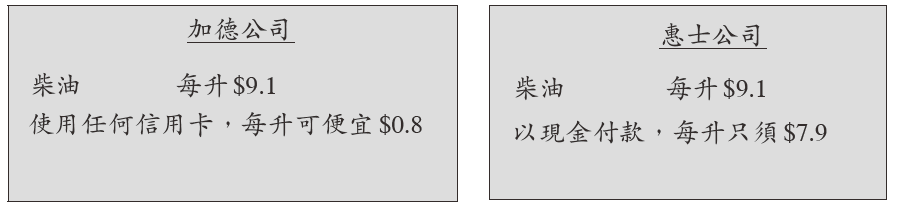 加德公司
柴油 每升 $9.1
使用任何信用卡，每升可便宜 $0.8
惠士公司
柴油 每升 $9.1
以現金付款，每升只須 $7.9